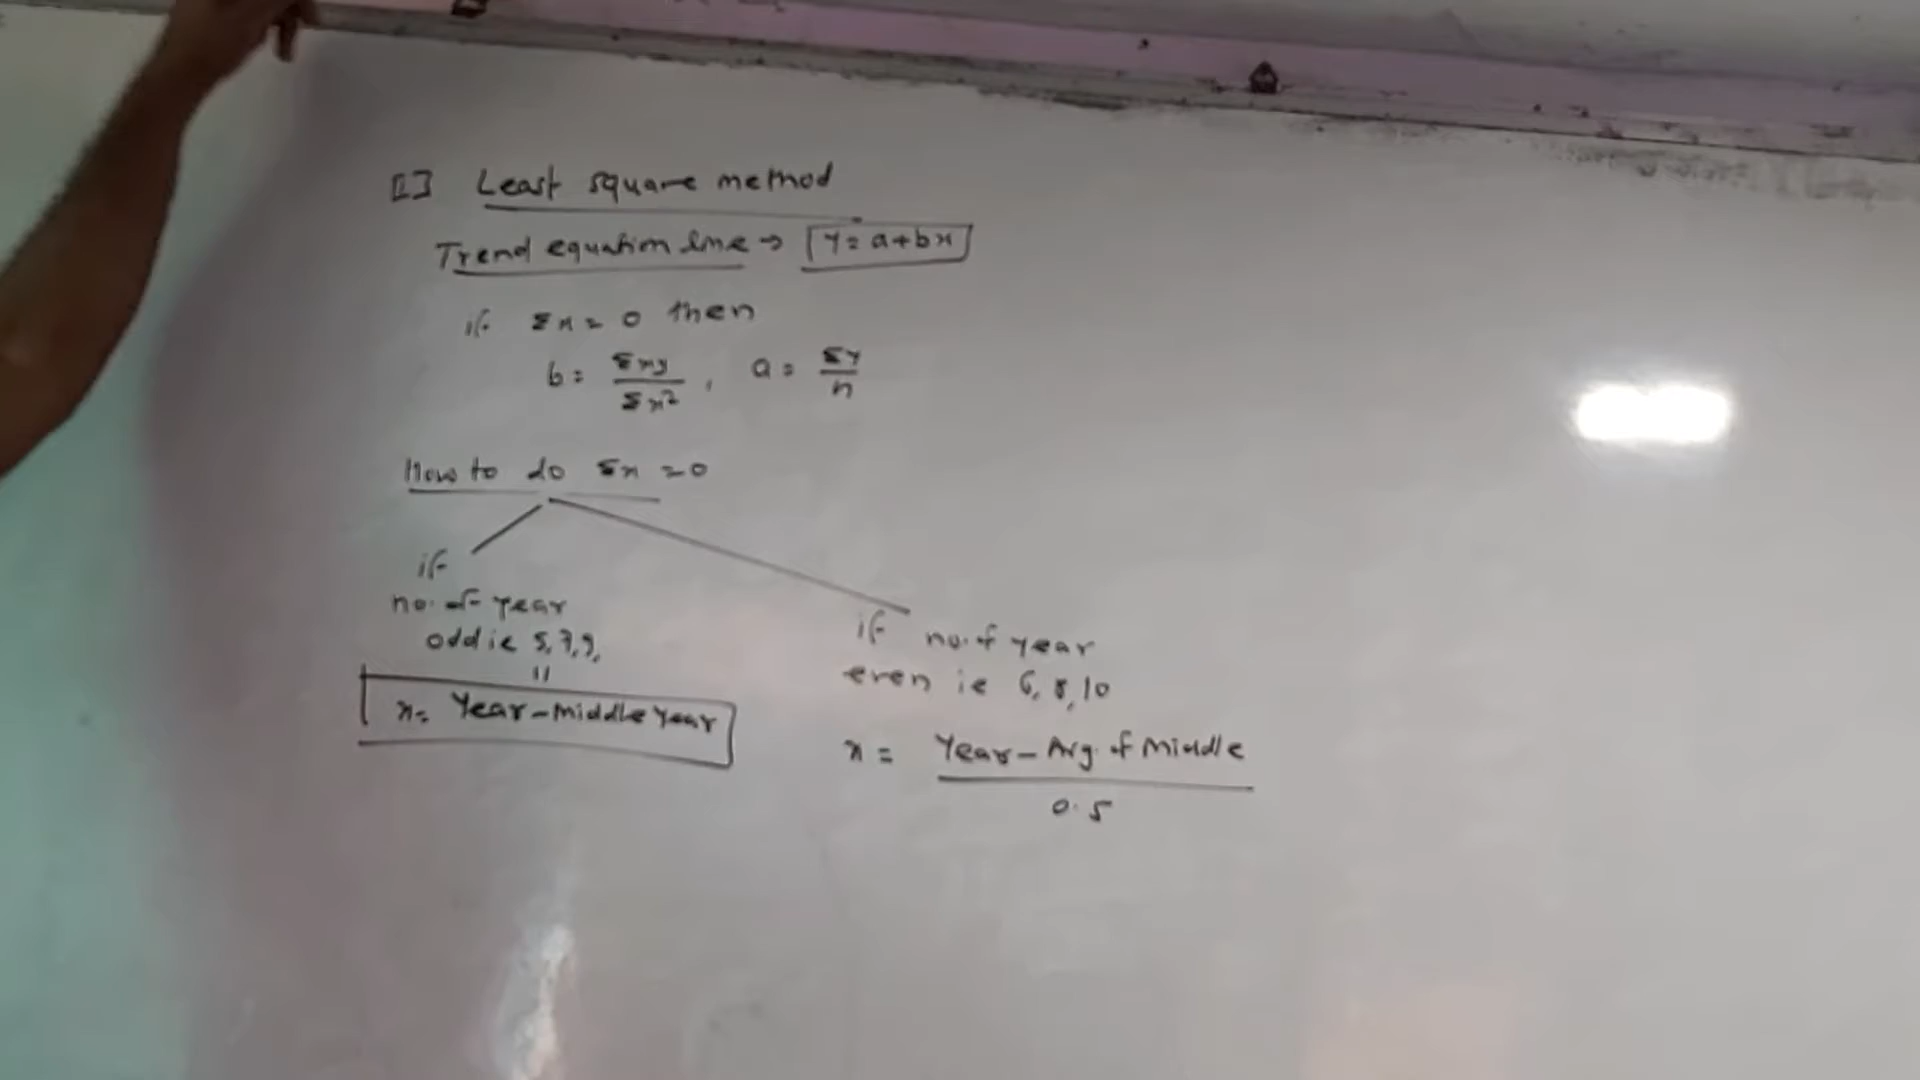 [I] Least square method
Trend equation line → Y = a+bx
if Σx = 0 then
b = Σxy / Σx² , a = ΣY / n
How to do Σx = 0
if
no. of year
odd ie 5,7,9,
11
x = Year - Middle Year
if no. of year
even ie 6, 8, 10
x = Year - Avg. of Middle
0.5